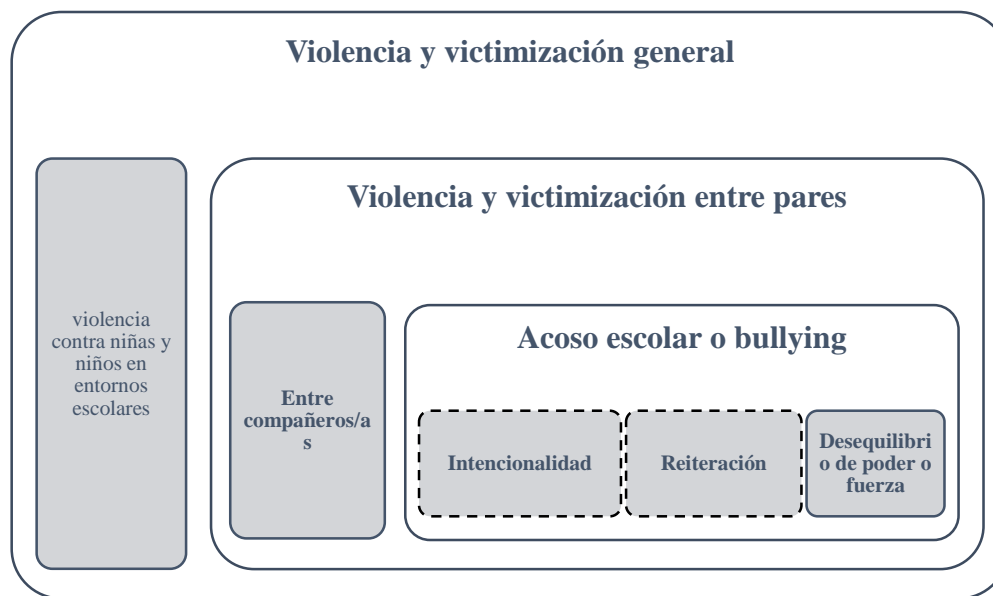 Violencia y victimización general
Violencia y victimización entre pares
violencia
contra niñas y
niños en
entornos
escolares
Entre
compañeros/a
s
Acoso escolar o bullying
Intencionalidad
Reiteración
Desequilibri
o de poder o
fuerza